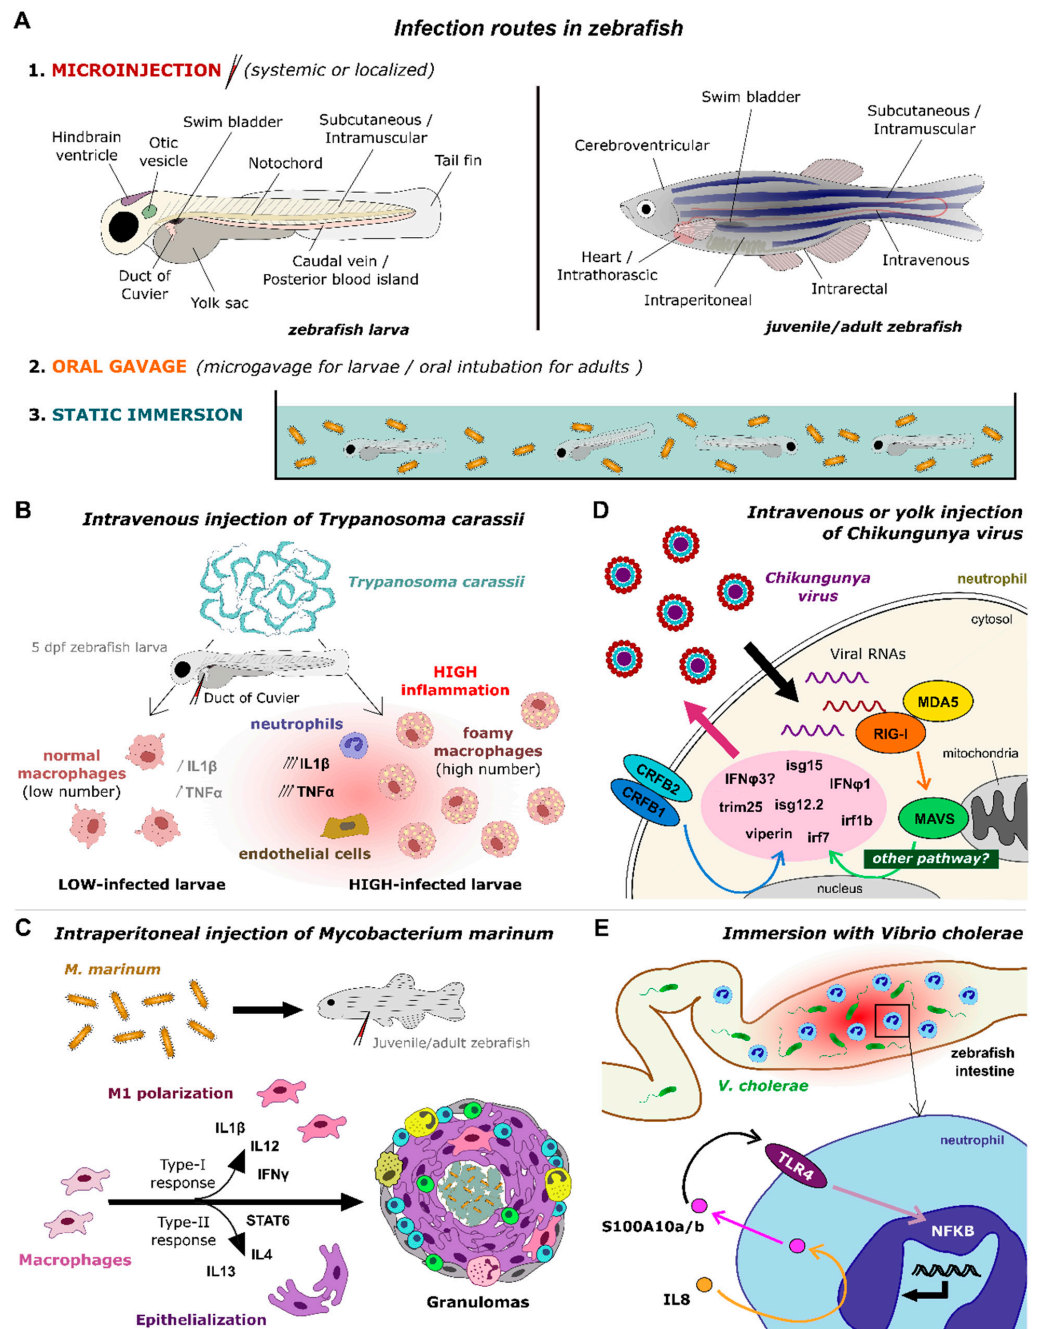 A
Infection routes in zebrafish
1. MICROINJECTION (systemic or localized)
Hindbrain
ventricle
Otic
vesicle
Swim bladder
Notochord
Subcutaneous /
Intramuscular
Tail fin
Duct of
Cuvier
Yolk sac
Caudal vein /
Posterior blood island
zebrafish larva
Cerebroventricular
Swim bladder
Subcutaneous /
Intramuscular
Heart /
Intrathorascic
Intraperitoneal
Intrarectal
Intravenous
juvenile/adult zebrafish
2. ORAL GAVAGE (microgavage for larvae / oral intubation for adults )
3. STATIC IMMERSION
B
Intravenous injection of Trypanosoma carassii
Trypanosoma carassii
5 dpf zebrafish larva
Duct of Cuvier
HIGH
inflammation
neutrophils
foamy
macrophages
(high number)
normal
macrophages
(low number)
/ IL1β
/ TNFα
/// IL1β
/// TNFα
endothelial cells
LOW-infected larvae
HIGH-infected larvae
C
Intraperitoneal injection of Mycobacterium marinum
M. marinum
Juvenile/adult zebrafish
M1 polarization
IL1β
IL12
IFNγ
Type-I
response
Type-II
response
STAT6
IL4
IL13
Macrophages
Epithelialization
Granulomas
D
Intravenous or yolk injection
of Chikungunya virus
Chikungunya
virus
neutrophil
cytosol
Viral RNAs
MDA5
RIG-I
mitochondria
MAVS
CRFB2
CRFB1
IFNφ3?
isg15
IFNφ1
trim25
isg12.2
irf1b
viperin
irf7
other pathway?
nucleus
E
Immersion with Vibrio cholerae
V. cholerae
zebrafish
intestine
neutrophil
TLR4
S100A10a/b
NFKB
IL8